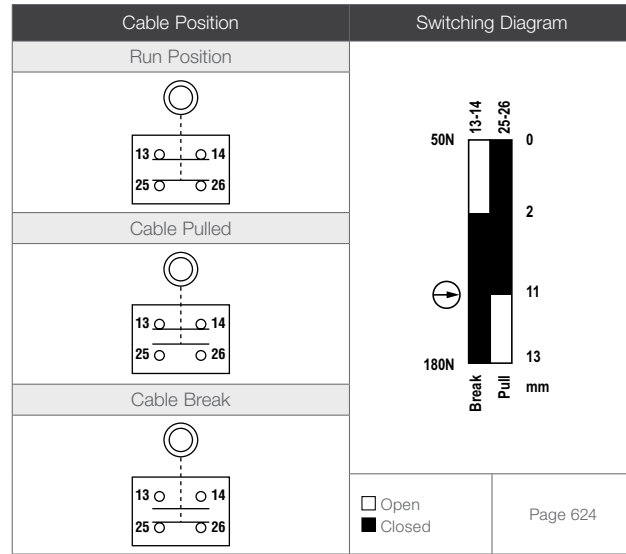 Cable Position
Switching Diagram
Run Position
13 14
25 26
Cable Pulled
13 14
25 26
Cable Break
13 14
25 26
13-14
25-26
50N
0
2
11
180N
13
Break
Pull
mm
Open
Closed
Page 624